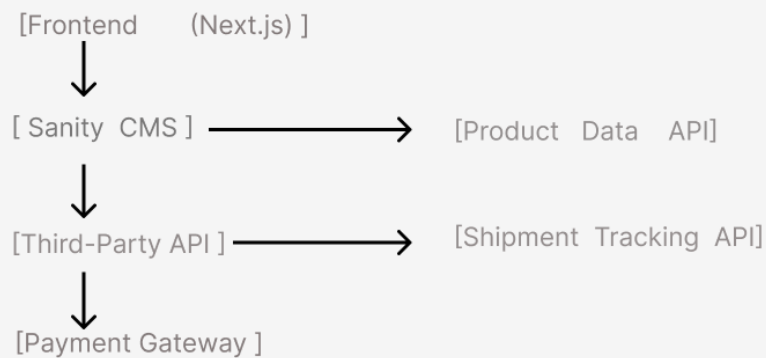 [Frontend (Next.js) ]
[ Sanity CMS ]
[Product Data API]
[Third-Party API ]
[Shipment Tracking API]
[Payment Gateway ]